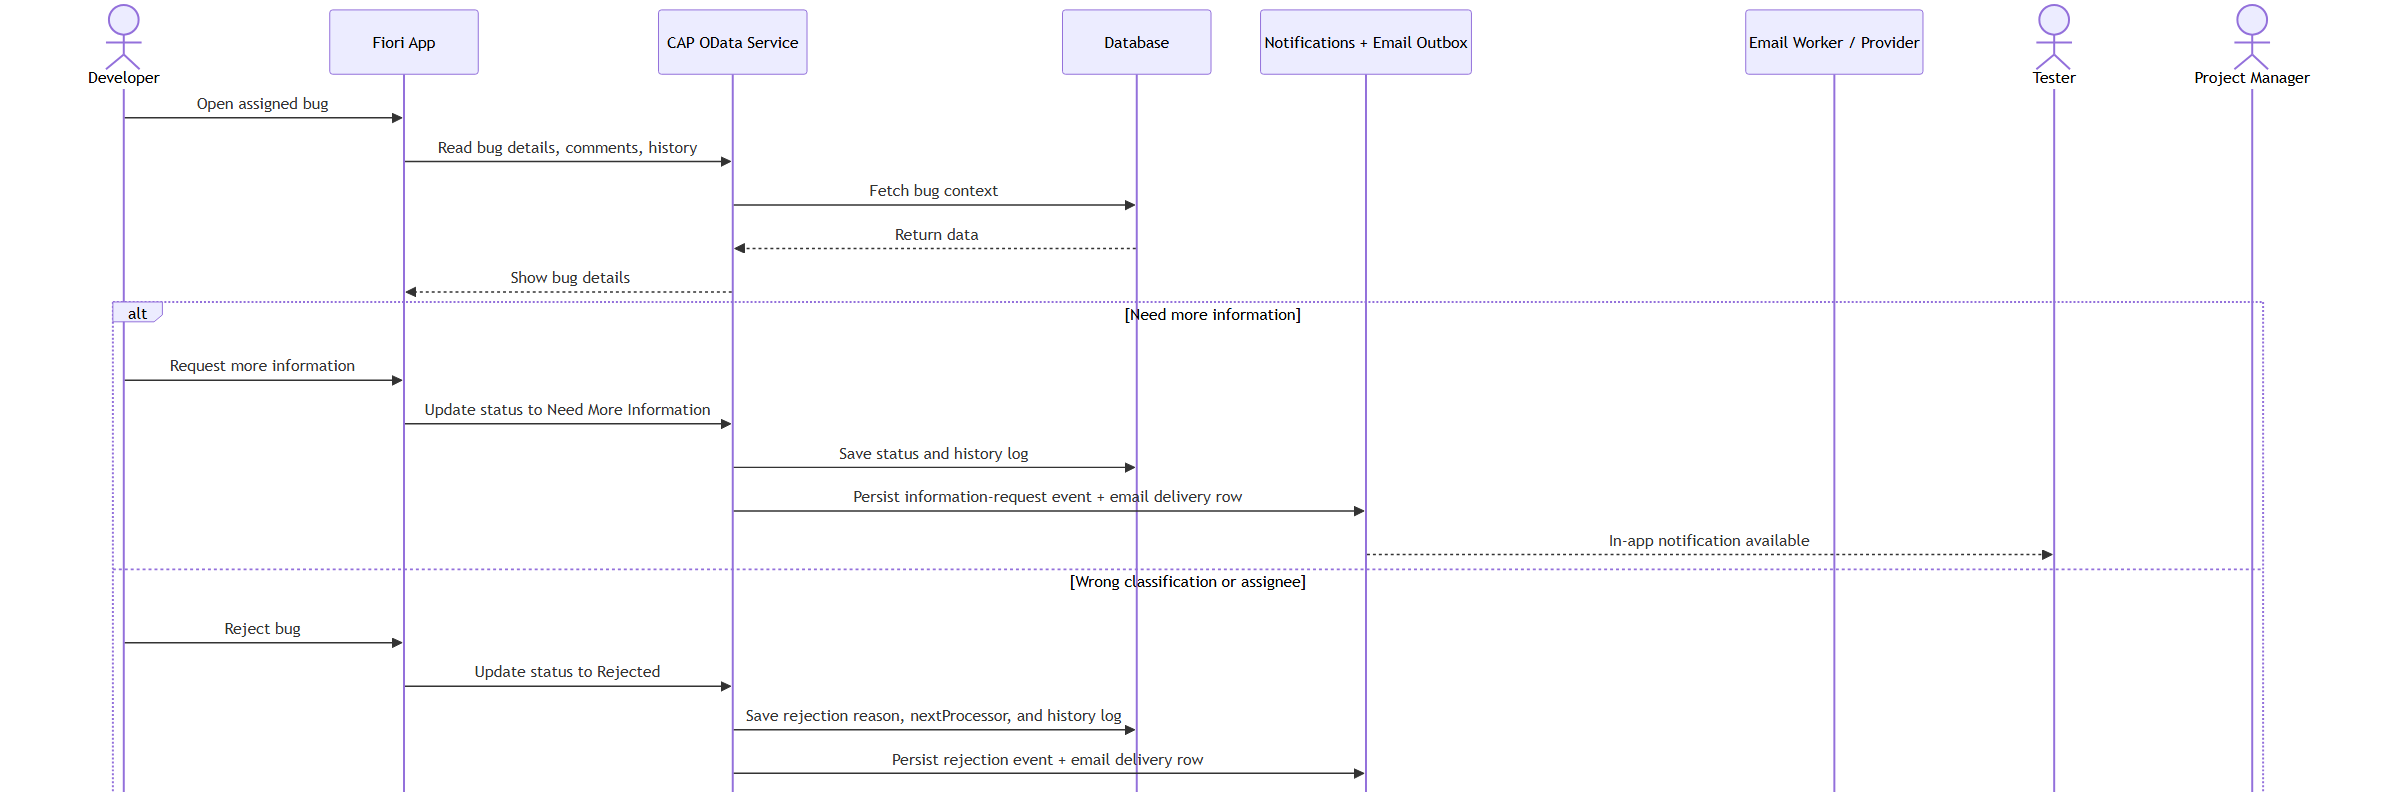 Developer
Fiori App
CAP OData Service
Database
Notifications + Email Outbox
Email Worker / Provider
Tester
Project Manager
Open assigned bug
Read bug details, comments, history
Fetch bug context
Return data
Show bug details
alt
[Need more information]
Request more information
Update status to Need More Information
Save status and history log
Persist information-request event + email delivery row
In-app notification available
[Wrong classification or assignee]
Reject bug
Update status to Rejected
Save rejection reason, nextProcessor, and history log
Persist rejection event + email delivery row